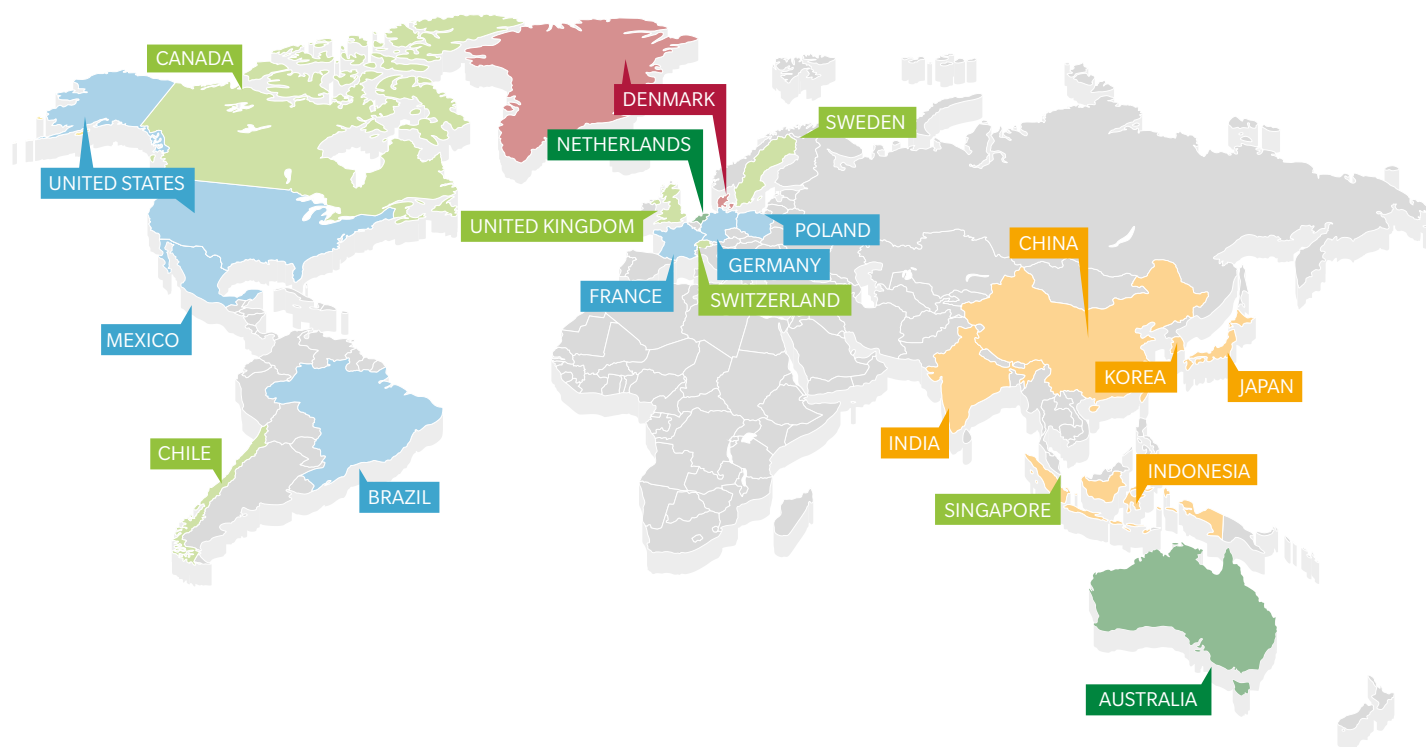 CANADA
DENMARK
SWEDEN
NETHERLANDS
UNITED STATES
UNITED KINGDOM
POLAND
CHINA
GERMANY
FRANCE
SWITZERLAND
MEXICO
KOREA
JAPAN
INDIA
CHILE
INDONESIA
BRAZIL
SINGAPORE
AUSTRALIA